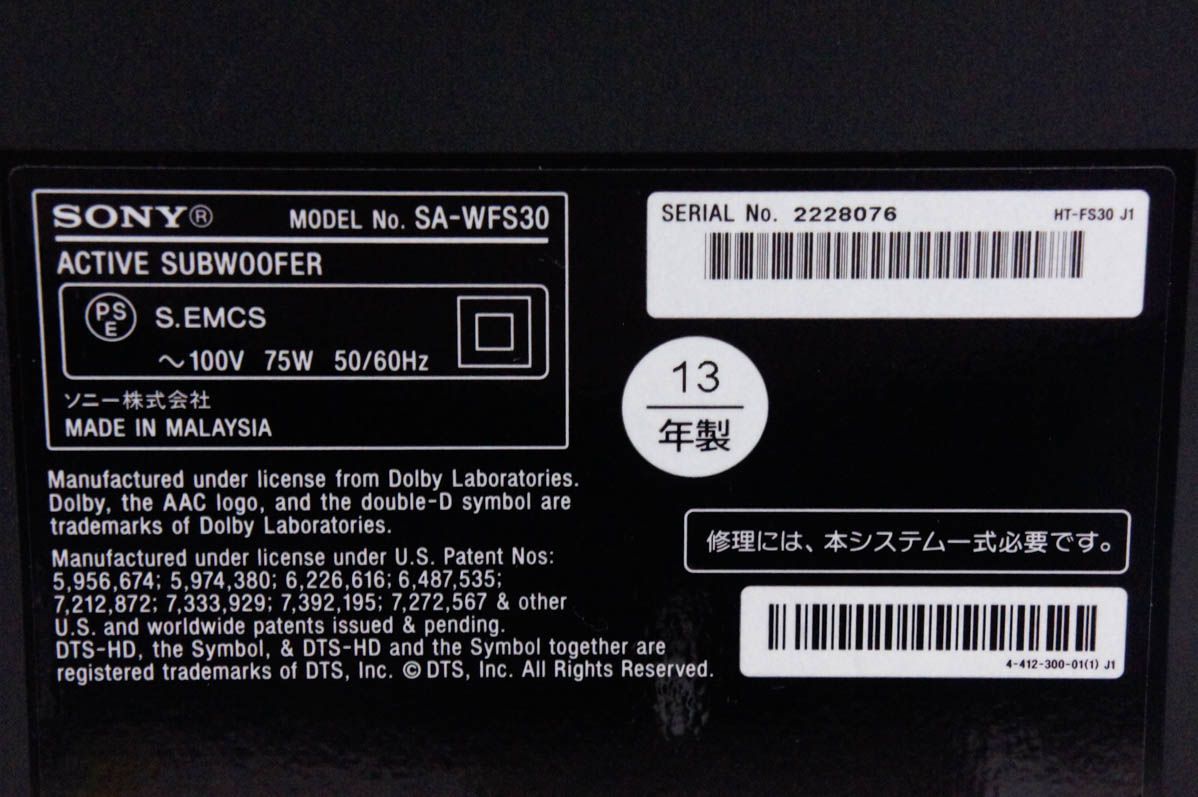 SONY® MODEL No. SA-WFS30
ACTIVE SUBWOOFER
PSE S.EMCS
～100V 75W 50/60Hz
ソニー株式会社
MADE IN MALAYSIA
Manufactured under license from Dolby Laboratories.
Dolby, the AAC logo, and the double-D symbol are
trademarks of Dolby Laboratories.
Manufactured under license under U.S. Patent Nos:
5,956,674; 5,974,380; 6,226,616; 6,487,535;
7,212,872; 7,333,929; 7,392,195; 7,272,567 & other
U.S. and worldwide patents issued & pending.
DTS-HD, the Symbol, & DTS-HD and the Symbol together are
registered trademarks of DTS, Inc. © DTS, Inc. All Rights Reserved.
SERIAL No. 2228076 HT-FS30 J1
13
年製
修理には、本システム一式必要です。
4-412-300-01(1) J1